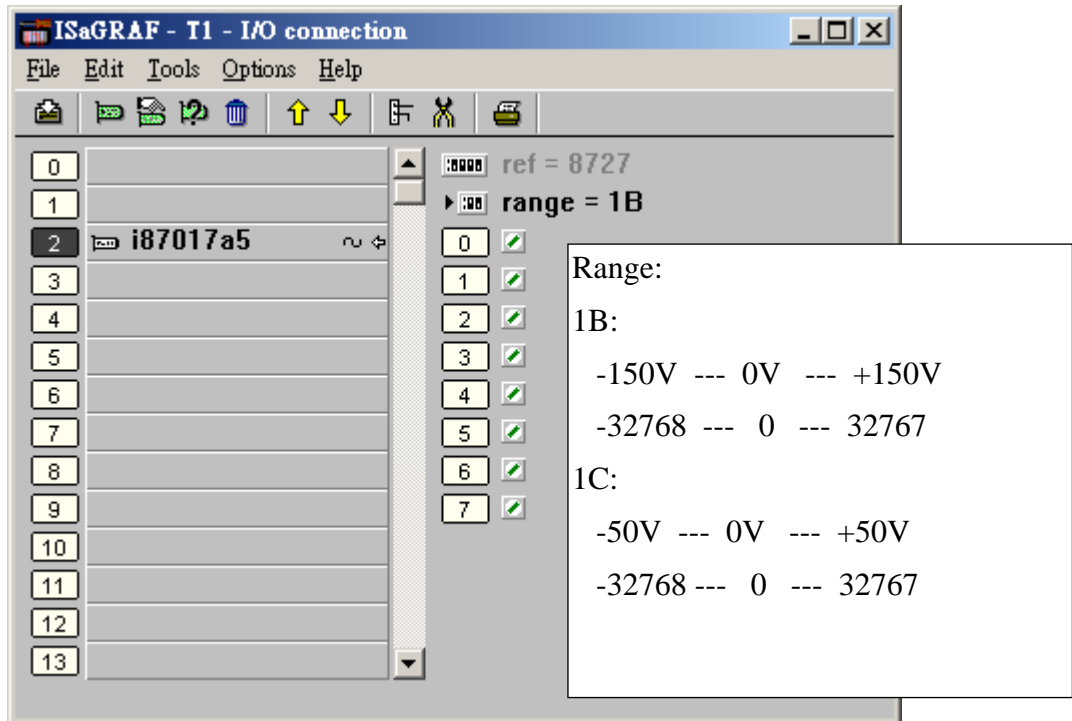 ISaGRAF - T1 - I/O connection
File Edit Tools Options Help
0
1
2 i87017a5
3
4
5
6
7
8
9
10
11
12
13
ref = 8727
range = 1B
0
1
2
3
4
5
6
7
Range:
1B:
-150V --- 0V --- +150V
-32768 --- 0 --- 32767
1C:
-50V --- 0V --- +50V
-32768 --- 0 --- 32767